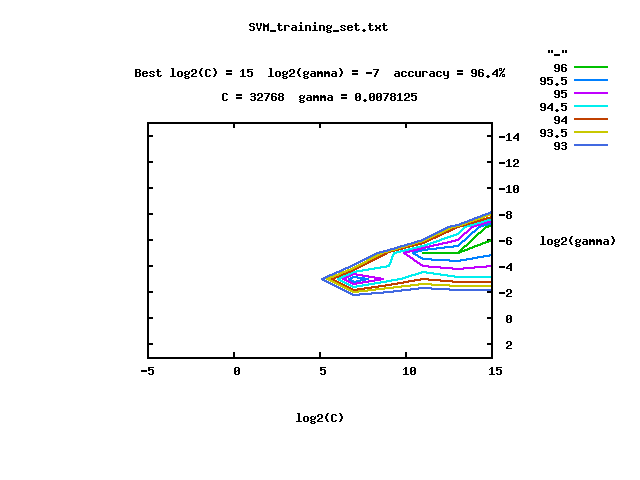 SVM_training_set.txt
"-"
Best log2(C) = 15  log2(gamma) = -7  accuracy = 96.4%
C = 32768  gamma = 0.0078125
96
95.5
95
94.5
94
93.5
93
-14
-12
-10
-8
-6
-4
-2
0
2
log2(gamma)
-5 0 5 10 15
log2(C)